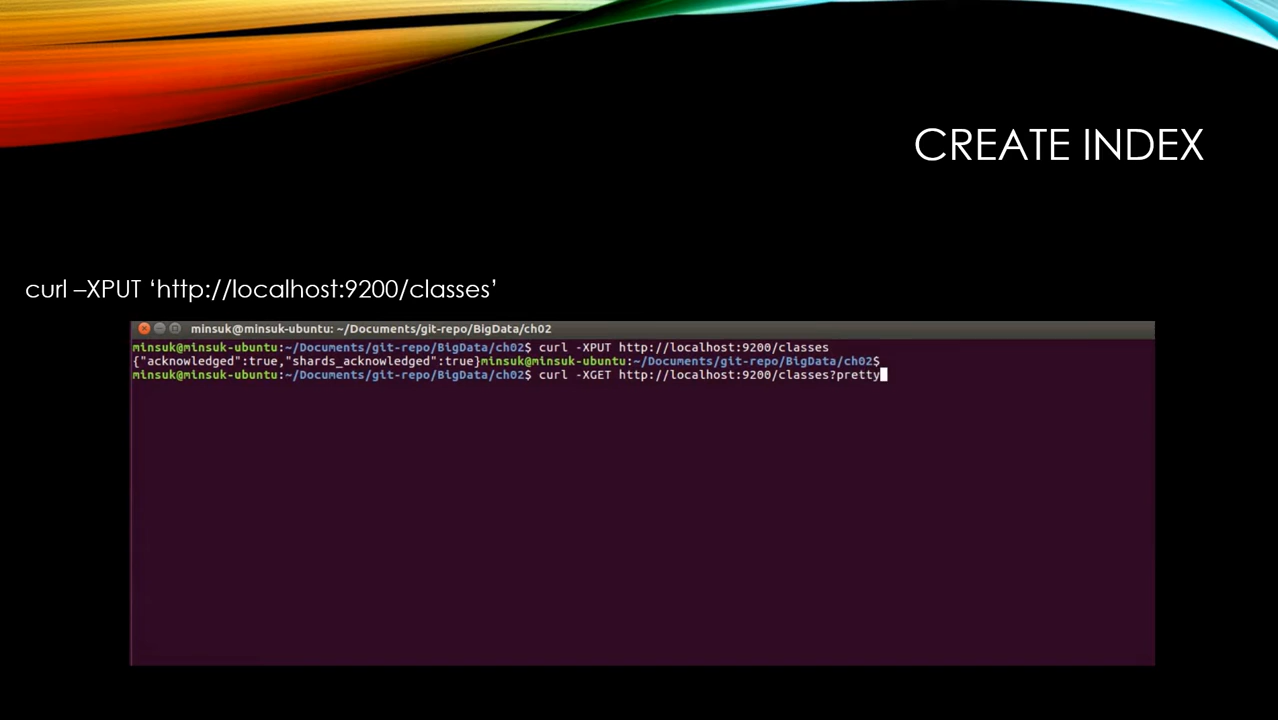 CREATE INDEX
curl –XPUT ‘http://localhost:9200/classes’
minsuk@minsuk-ubuntu: ~/Documents/git-repo/BigData/ch02
minsuk@minsuk-ubuntu:~/Documents/git-repo/BigData/ch02$ curl -XPUT http://localhost:9200/classes
{"acknowledged":true,"shards_acknowledged":true}minsuk@minsuk-ubuntu:~/Documents/git-repo/BigData/ch02$
minsuk@minsuk-ubuntu:~/Documents/git-repo/BigData/ch02$ curl -XGET http://localhost:9200/classes?pretty